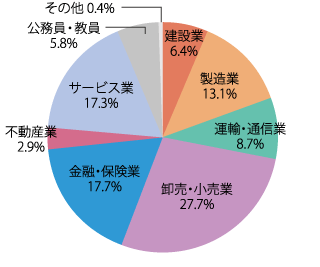 その他 0.4%
公務員・教員
5.8%
建設業
6.4%
製造業
13.1%
運輸・通信業
8.7%
卸売・小売業
27.7%
金融・保険業
17.7%
不動産業
2.9%
サービス業
17.3%